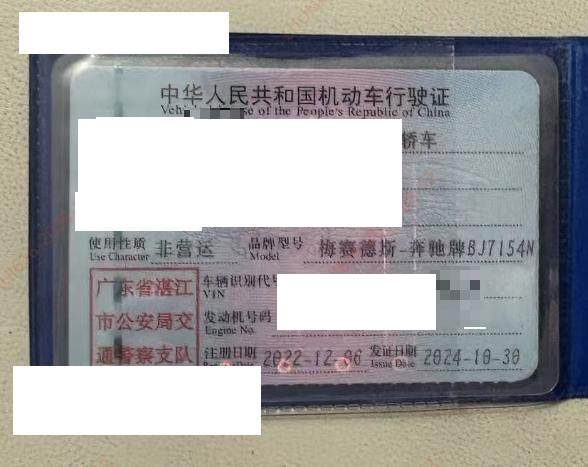 中华人民共和国机动车行驶证
se of the People's Republic of China
轿车
使用性质 非营运 品牌型号 梅赛德斯-奔驰牌BJ7154N
Use Character Model
广东省湛江 车辆识别代号
VIN
市公安局交 发动机号码
Engine No.
通警察支队 注册日期 2022-12-06 发证日期 2024-10-30
Issue Date